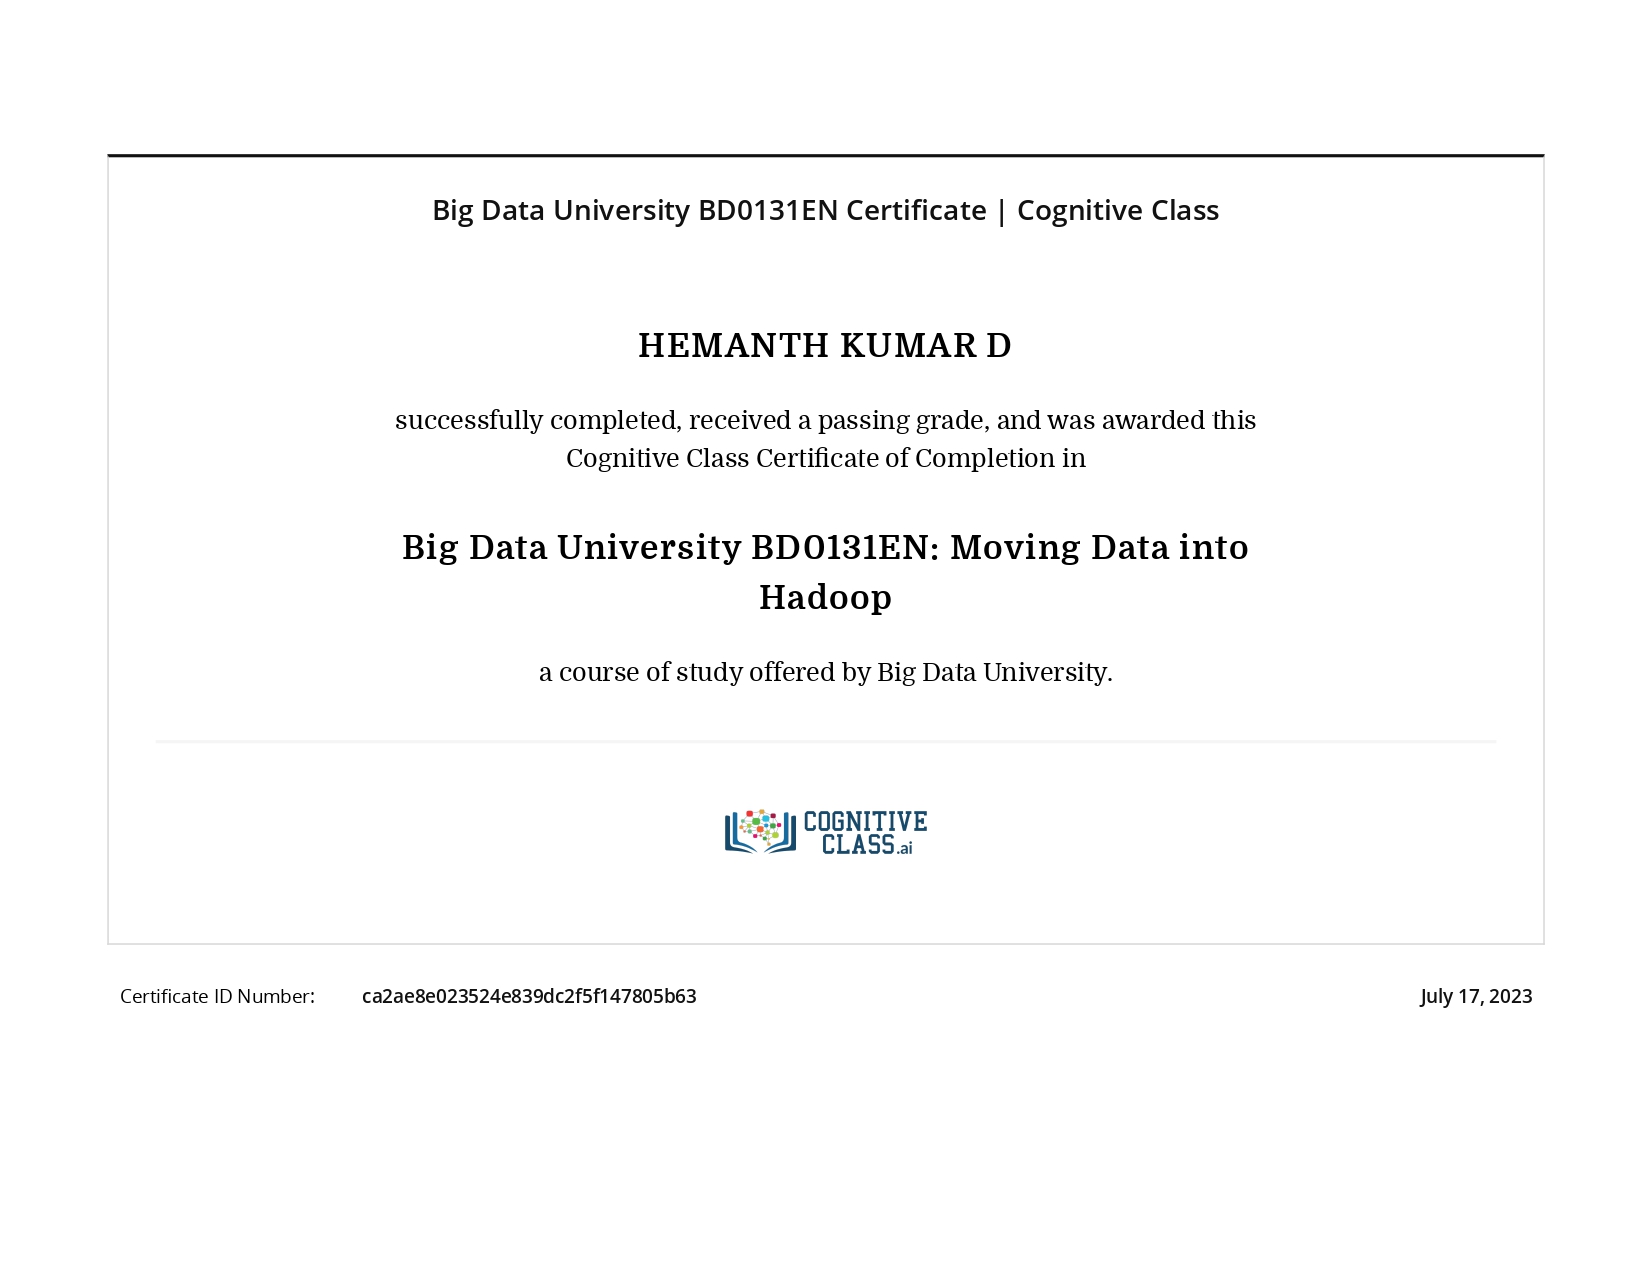 Big Data University BD0131EN Certificate | Cognitive Class
HEMANTH KUMAR D
successfully completed, received a passing grade, and was awarded this
Cognitive Class Certificate of Completion in
Big Data University BD0131EN: Moving Data into
Hadoop
a course of study offered by Big Data University.
COGNITIVE
CLASS.ai
Certificate ID Number: ca2ae8e023524e839dc2f5f147805b63 July 17, 2023